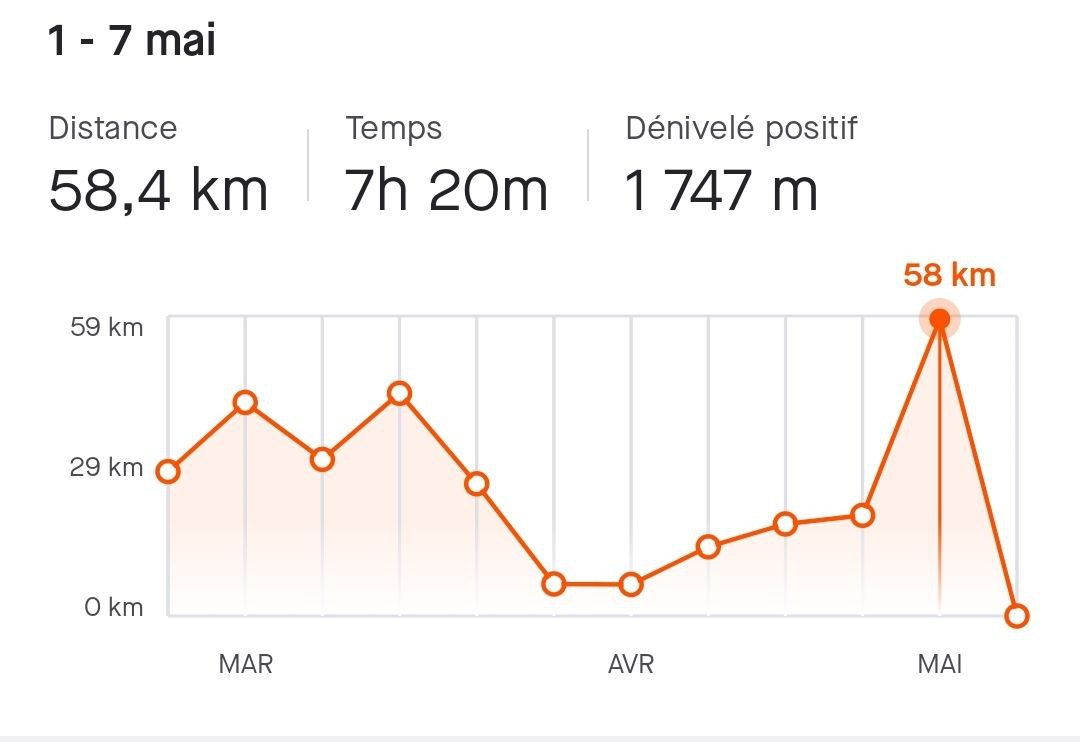 1 - 7 mai
Distance
Temps
Dénivelé positif
58,4 km
7h 20m
1 747 m
58 km
59 km
29 km
0 km
MAR
AVR
MAI